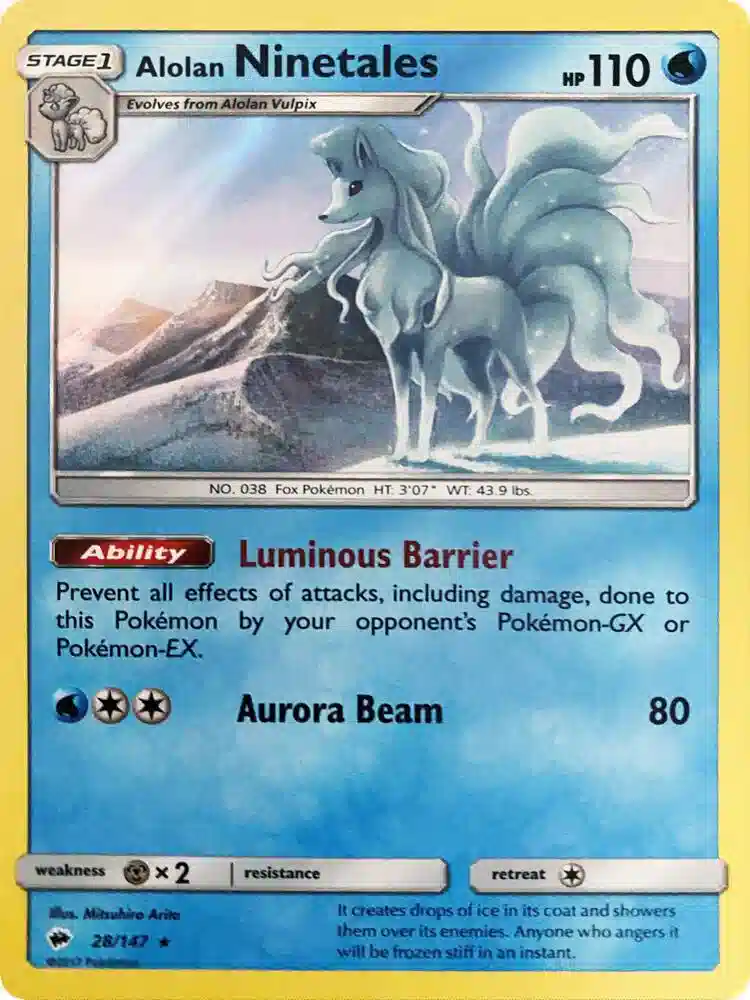 STAGE1 Alolan Ninetales HP 110
Evolves from Alolan Vulpix
NO. 038 Fox Pokémon HT: 3'07" WT: 43.9 lbs.
Ability Luminous Barrier
Prevent all effects of attacks, including damage, done to
this Pokémon by your opponent's Pokémon-GX or
Pokémon-EX.
Aurora Beam 80
weakness × 2 resistance retreat
Illus. Mitsuhiro Arita
28/147 ★
©2017 Pokémon
It creates drops of ice in its coat and showers
them over its enemies. Anyone who angers it
will be frozen stiff in an instant.